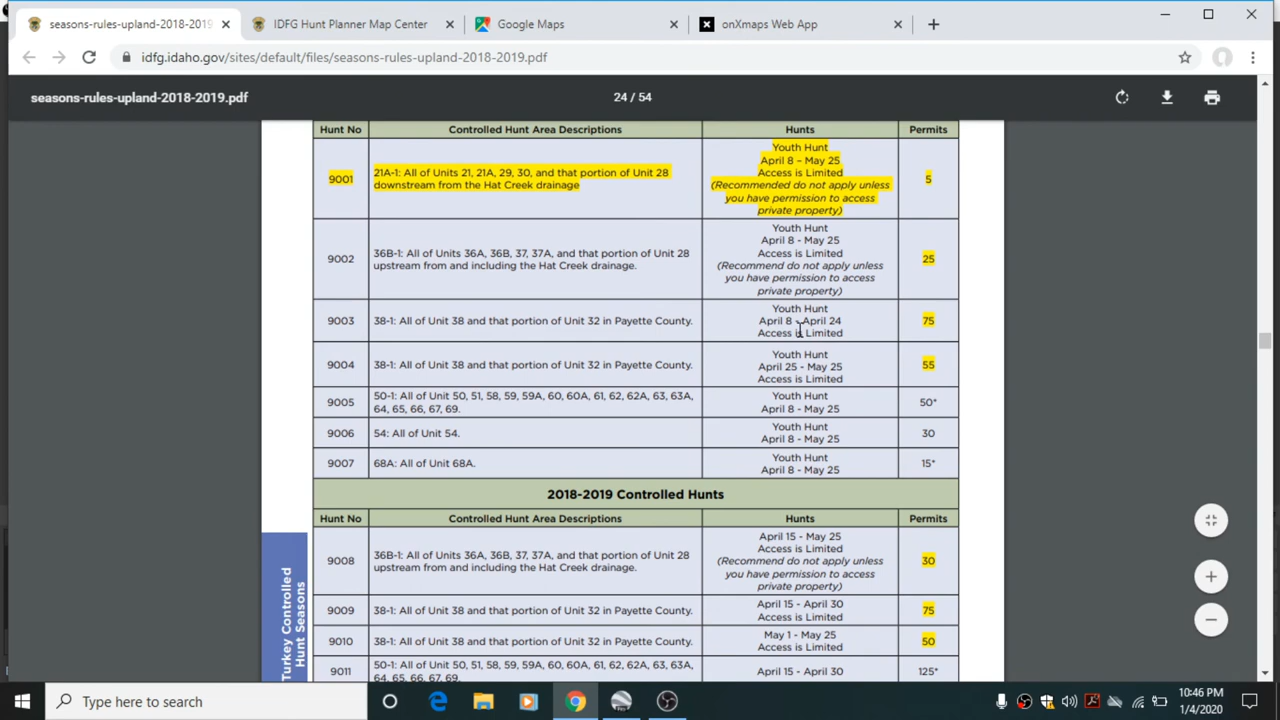 seasons-rules-upland-2018-2019
IDFG Hunt Planner Map Center
Google Maps
onXmaps Web App
idfg.idaho.gov/sites/default/files/seasons-rules-upland-2018-2019.pdf
seasons-rules-upland-2018-2019.pdf
24 / 54
Hunt No Controlled Hunt Area Descriptions Hunts Permits
9001
21A-1: All of Units 21, 21A, 29, 30, and that portion of Unit 28
downstream from the Hat Creek drainage
Youth Hunt
April 8 – May 25
Access is Limited
(Recommended do not apply unless
you have permission to access
private property)
5
9002
36B-1: All of Units 36A, 36B, 37, 37A, and that portion of Unit 28
upstream from and including the Hat Creek drainage.
Youth Hunt
April 8 - May 25
Access is Limited
(Recommend do not apply unless
you have permission to access
private property)
25
9003
38-1: All of Unit 38 and that portion of Unit 32 in Payette County.
Youth Hunt
April 8 - April 24
Access is Limited
75
9004
38-1: All of Unit 38 and that portion of Unit 32 in Payette County.
Youth Hunt
April 25 - May 25
Access is Limited
55
9005
50-1: All of Unit 50, 51, 58, 59, 59A, 60, 60A, 61, 62, 62A, 63, 63A,
64, 65, 66, 67, 69.
Youth Hunt
April 8 - May 25
50*
9006
54: All of Unit 54.
Youth Hunt
April 8 - May 25
30
9007
68A: All of Unit 68A.
Youth Hunt
April 8 - May 25
15*
2018-2019 Controlled Hunts
Hunt No Controlled Hunt Area Descriptions Hunts Permits
9008
36B-1: All of Units 36A, 36B, 37, 37A, and that portion of Unit 28
upstream from and including the Hat Creek drainage.
April 15 - May 25
Access is Limited
(Recommend do not apply unless
you have permission to access
private property)
30
9009
38-1: All of Unit 38 and that portion of Unit 32 in Payette County.
April 15 - April 30
Access is Limited
75
9010
38-1: All of Unit 38 and that portion of Unit 32 in Payette County.
May 1 - May 25
Access is Limited
50
9011
50-1: All of Unit 50, 51, 58, 59, 59A, 60, 60A, 61, 62, 62A, 63, 63A,
64, 65, 66, 67, 69.
April 15 - April 30
125*
Turkey Controlled
Hunt Seasons
Type here to search
10:46 PM
1/4/2020